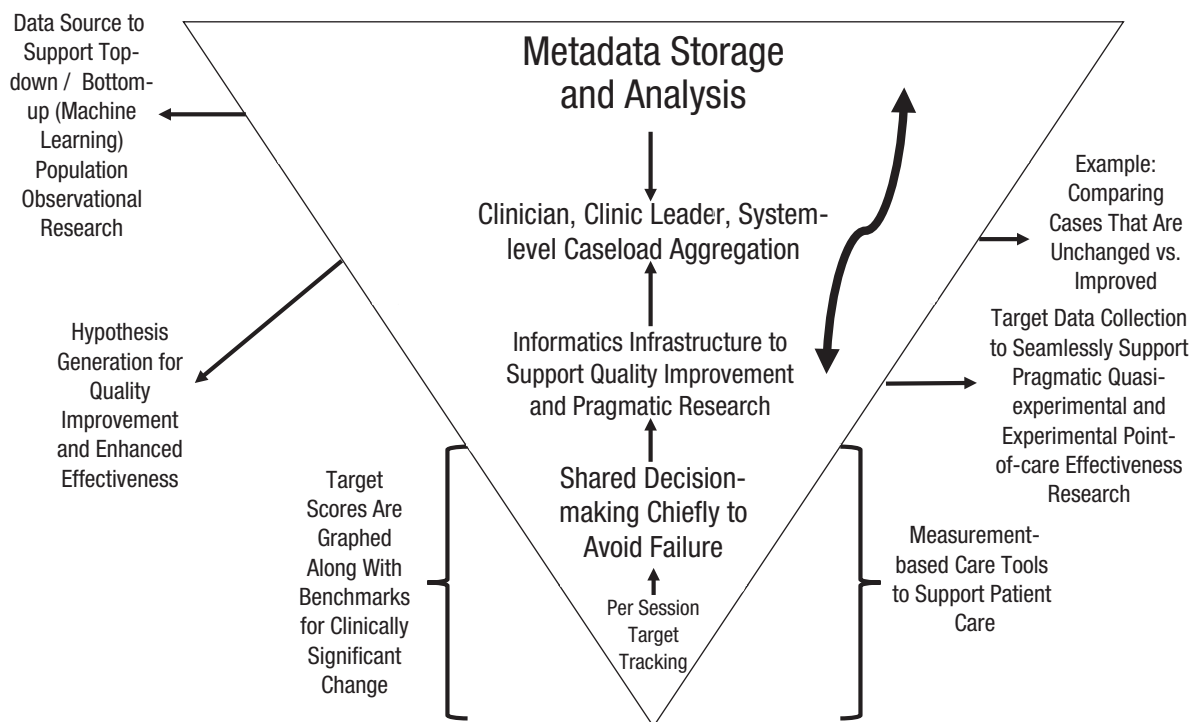 Data Source to
Support Top-
down /  Bottom-
up (Machine
Learning)
Population
Observational
Research
Hypothesis
Generation for
Quality
Improvement
and Enhanced
Effectiveness
Target
Scores Are
Graphed
Along With
Benchmarks
for Clinically
Significant
Change
Metadata Storage
and Analysis
Clinician, Clinic Leader, System-
level Caseload Aggregation
Informatics Infrastructure to
Support Quality Improvement
and Pragmatic Research
Shared Decision-
making Chiefly to
Avoid Failure
Per Session
Target
Tracking
Example:
Comparing
Cases That Are
Unchanged vs.
Improved
Target Data Collection
to Seamlessly Support
Pragmatic Quasi-
experimental and
Experimental Point-
of-care Effectiveness
Research
Measurement-
based Care Tools
to Support Patient
Care